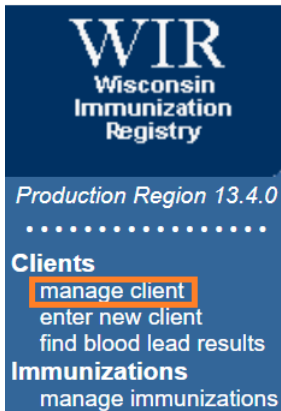 WIR
Wisconsin
Immunization
Registry
Production Region 13.4.0
Clients
manage client
enter new client
find blood lead results
Immunizations
manage immunizations